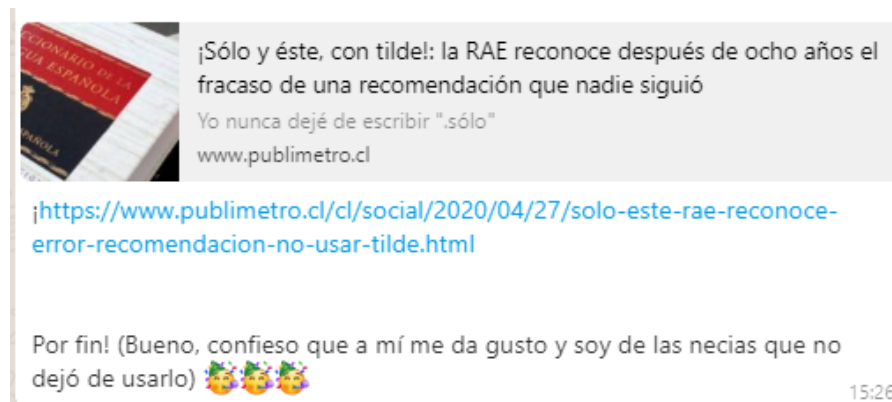 ¡Sólo y éste, con tilde!: la RAE reconoce después de ocho años el
fracaso de una recomendación que nadie siguió
Yo nunca dejé de escribir ".sólo"
www.publimetro.cl
¡https://www.publimetro.cl/cl/social/2020/04/27/solo-este-rae-reconoce-
error-recomendacion-no-usar-tilde.html
Por fin! (Bueno, confieso que a mí me da gusto y soy de las necias que no
dejó de usarlo) 🥳🥳🥳
15:26